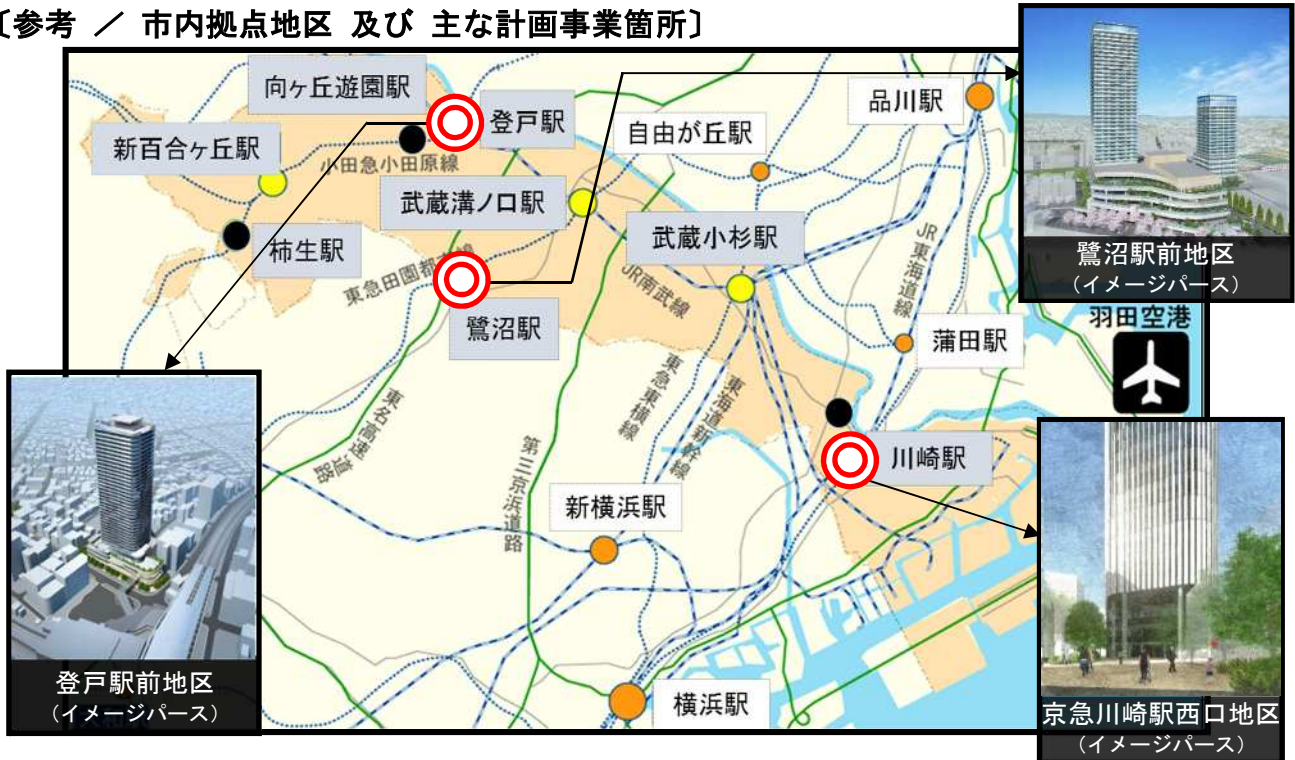 〔参考 ／ 市内拠点地区 及び 主な計画事業箇所〕
向ヶ丘遊園駅
登戸駅
品川駅
自由が丘駅
新百合ヶ丘駅
小田急小田原線
武蔵溝ノ口駅
武蔵小杉駅
柿生駅
東急田園都市線
JR南武線
JR東海道線
鷺沼駅前地区
（イメージパース）
鷺沼駅
羽田空港
蒲田駅
東名高速道路
第三京浜道路
東急東横線
東海道新幹線
川崎駅
新横浜駅
登戸駅前地区
（イメージパース）
横浜駅
京急川崎駅西口地区
（イメージパース）